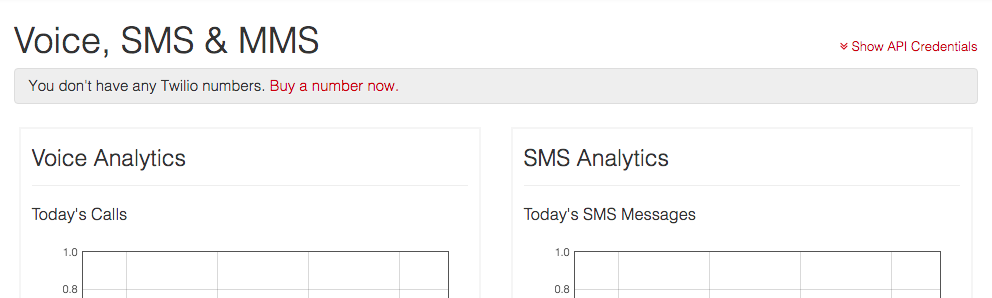 Voice, SMS & MMS
Show API Credentials
You don't have any Twilio numbers. Buy a number now.
Voice Analytics
Today's Calls
1.0
0.8
SMS Analytics
Today's SMS Messages
1.0
0.8